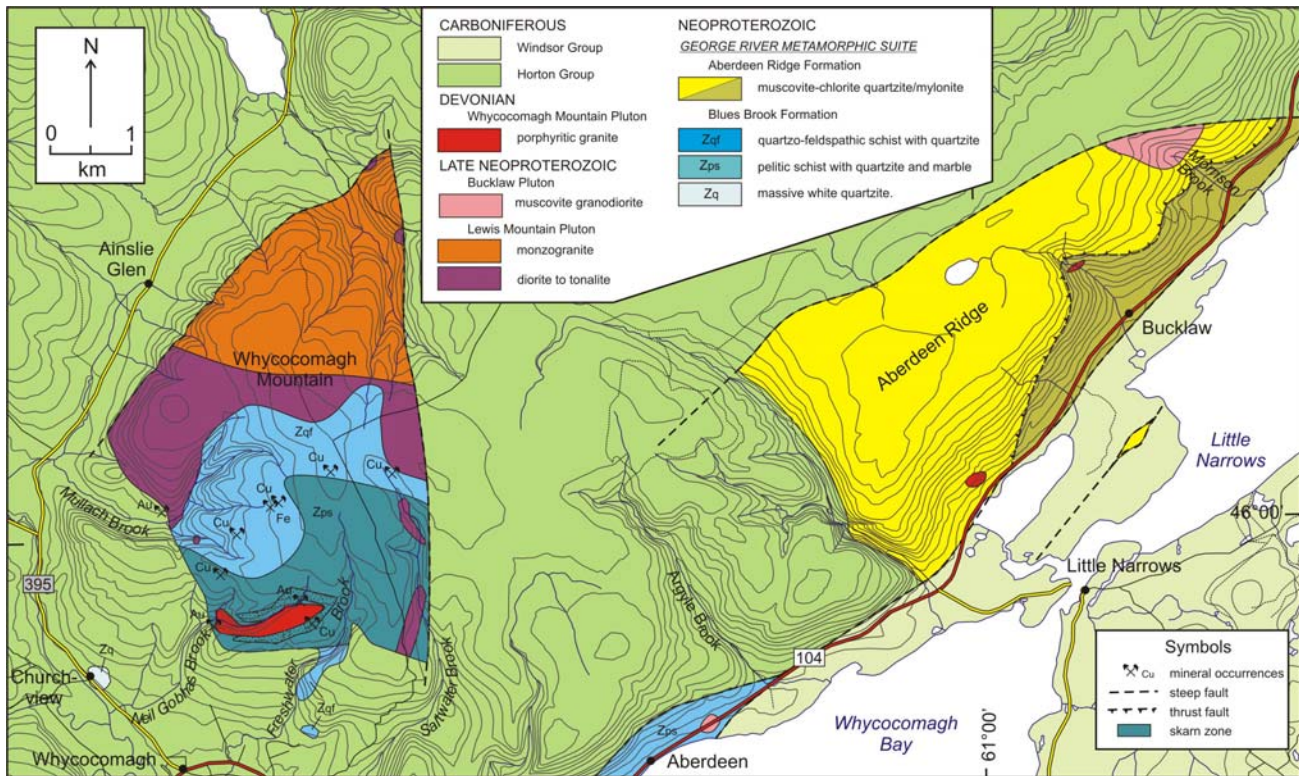 N
0 1
km
CARBONIFEROUS
Windsor Group
Horton Group
DEVONIAN
Whycocomagh Mountain Pluton
porphyritic granite
LATE NEOPROTEROZOIC
Bucklaw Pluton
muscovite granodiorite
Lewis Mountain Pluton
monzogranite
diorite to tonalite
NEOPROTEROZOIC
GEORGE RIVER METAMORPHIC SUITE
Aberdeen Ridge Formation
muscovite-chlorite quartzite/mylonite
Blues Brook Formation
Zqf quartzo-feldspathic schist with quartzite
Zps pelitic schist with quartzite and marble
Zq massive white quartzite.
Ainslie
Glen
Whycocomagh
Mountain
Zqf
Cu
Cu
Cu
Fe
Cu
Zps
Au
Mullach Brook
Cu
395
Au
Au
Cu
Brook
Freshwater
Neil Gobhas Brook
Saltwater Brook
Zq
Church-
view
Zqf
Whycocomagh
Argyle Brook
Aberdeen Ridge
Morrison
Brook
Bucklaw
Little
Narrows
46°00'
Little Narrows
104
Zps
Aberdeen
Whycocomagh
Bay
61°00'
Symbols
Cu mineral occurrences
steep fault
thrust fault
skarn zone